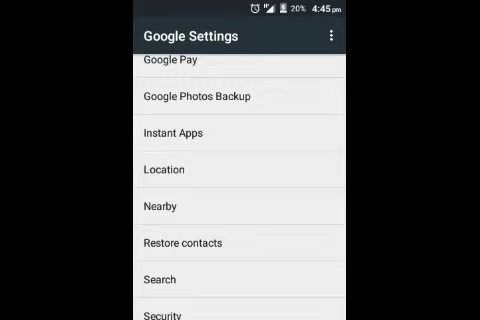 20% 4:45 pm
Google Settings
Google Pay
Google Photos Backup
Instant Apps
Location
Nearby
Restore contacts
Search
Security